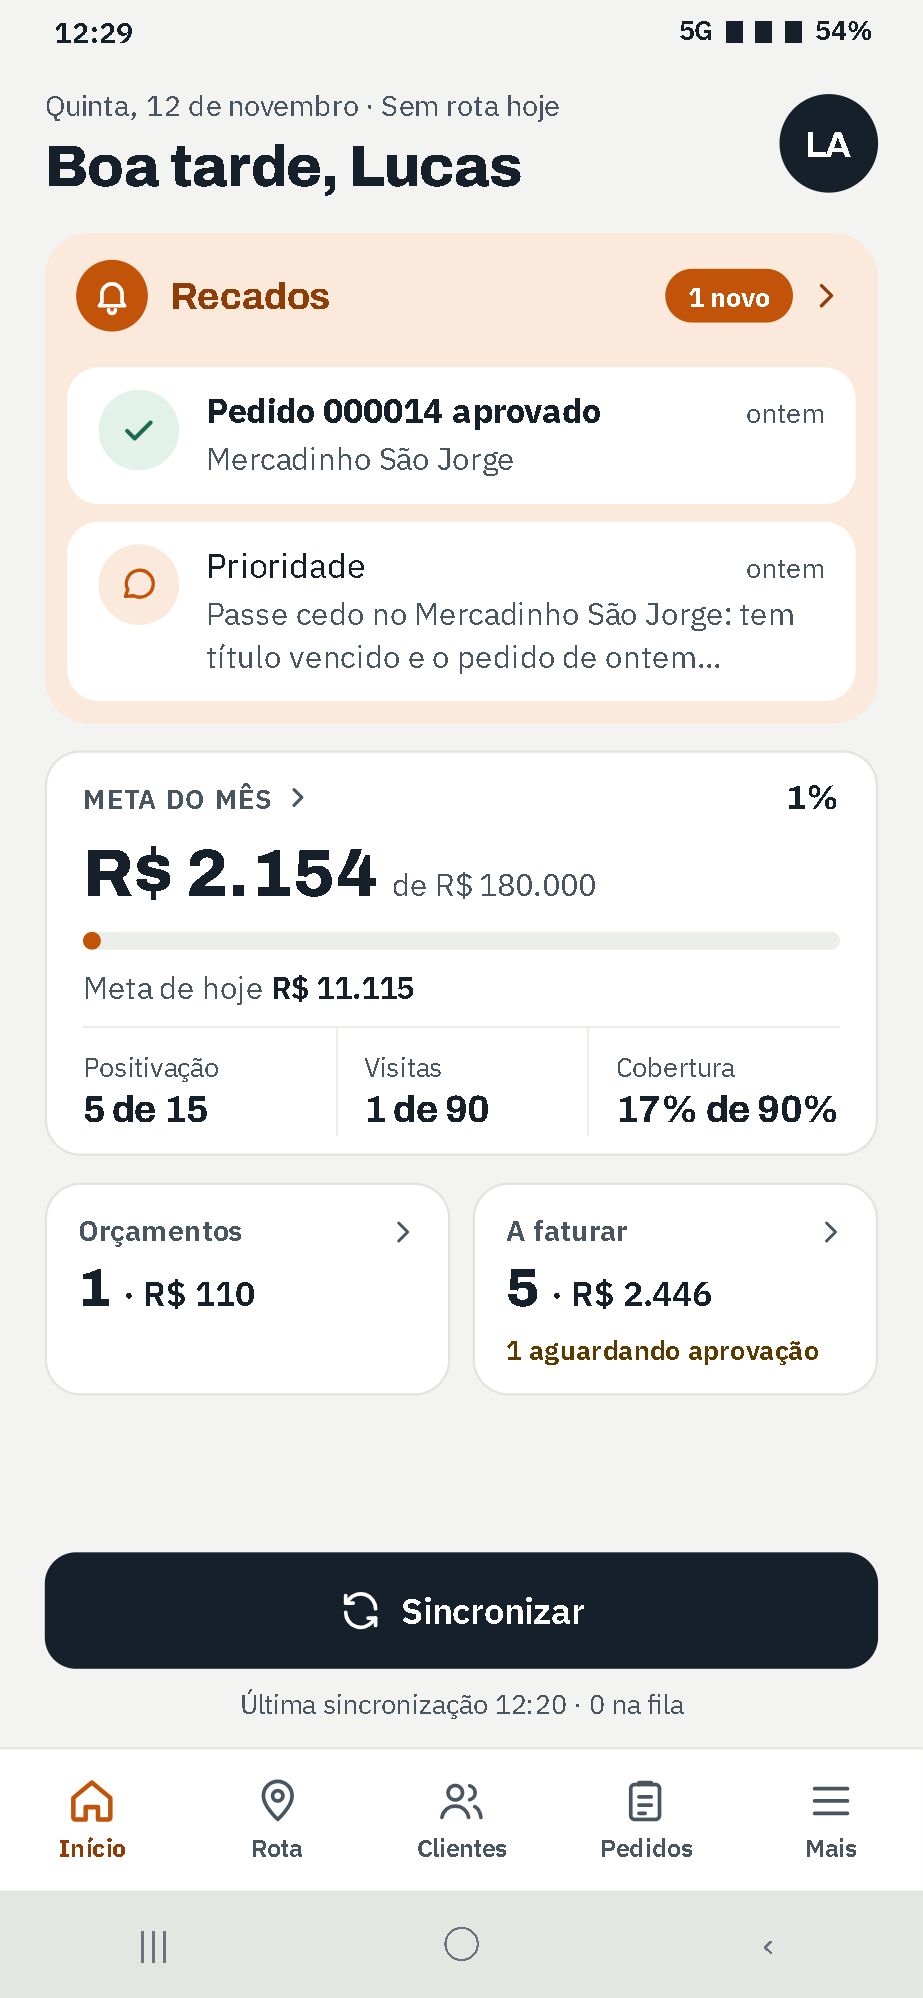 12:29
5G 54%
Quinta, 12 de novembro · Sem rota hoje
Boa tarde, Lucas
LA
Recados
1 novo
Pedido 000014 aprovado
ontem
Mercadinho São Jorge
Prioridade
ontem
Passe cedo no Mercadinho São Jorge: tem
título vencido e o pedido de ontem...
META DO MÊS
1%
R$ 2.154 de R$ 180.000
Meta de hoje R$ 11.115
Positivação
Visitas
Cobertura
5 de 15
1 de 90
17% de 90%
Orçamentos
1 · R$ 110
A faturar
5 · R$ 2.446
1 aguardando aprovação
Sincronizar
Última sincronização 12:20 · 0 na fila
Início
Rota
Clientes
Pedidos
Mais